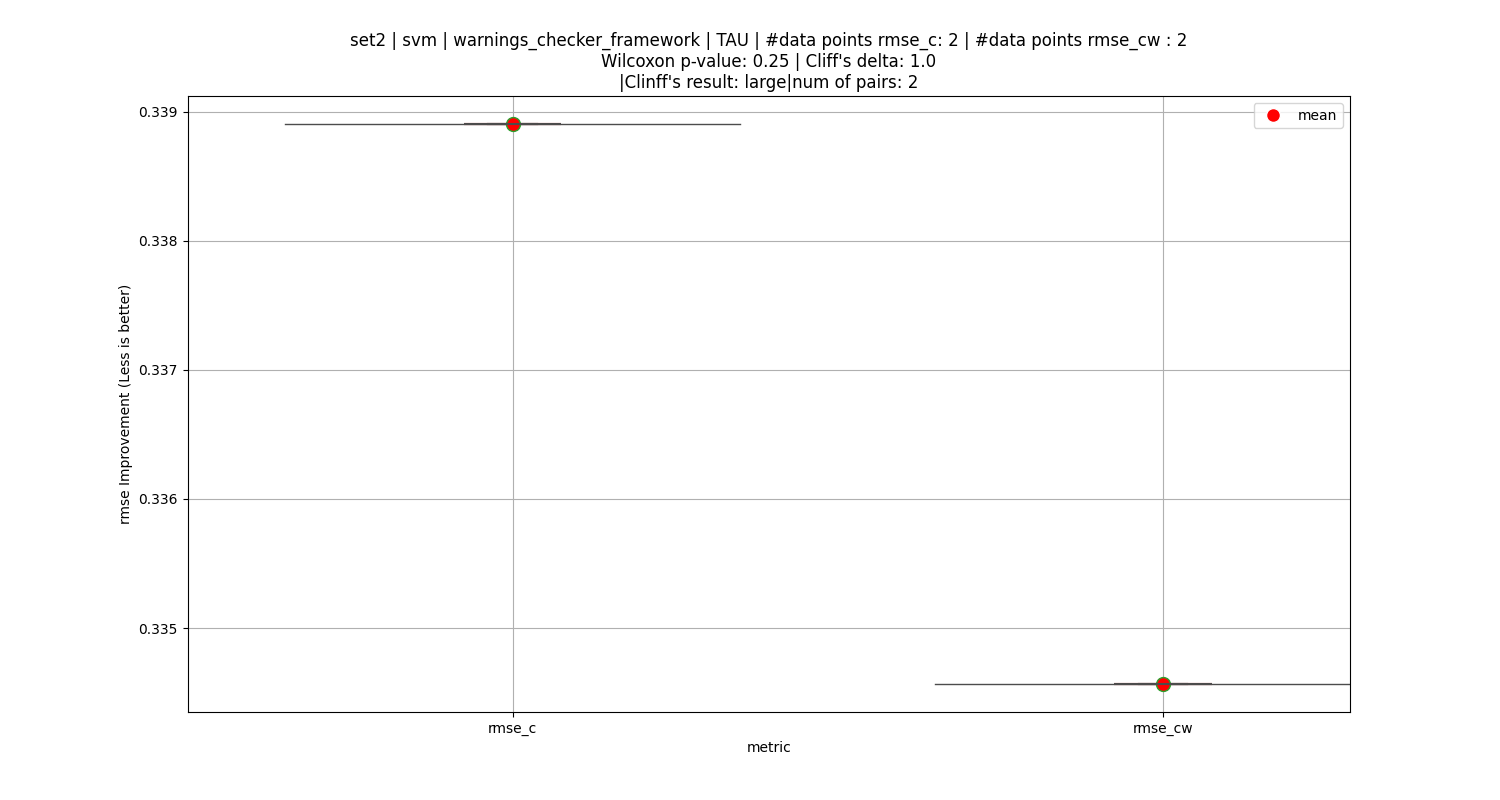 set2 | svm | warnings_checker_framework | TAU | #data points rmse_c: 2 | #data points rmse_cw : 2
Wilcoxon p-value: 0.25 | Cliff's delta: 1.0
|Clinff's result: large|num of pairs: 2
mean
0.339
0.338
0.337
0.336
0.335
rmse Improvement (Less is better)
rmse_c
rmse_cw
metric